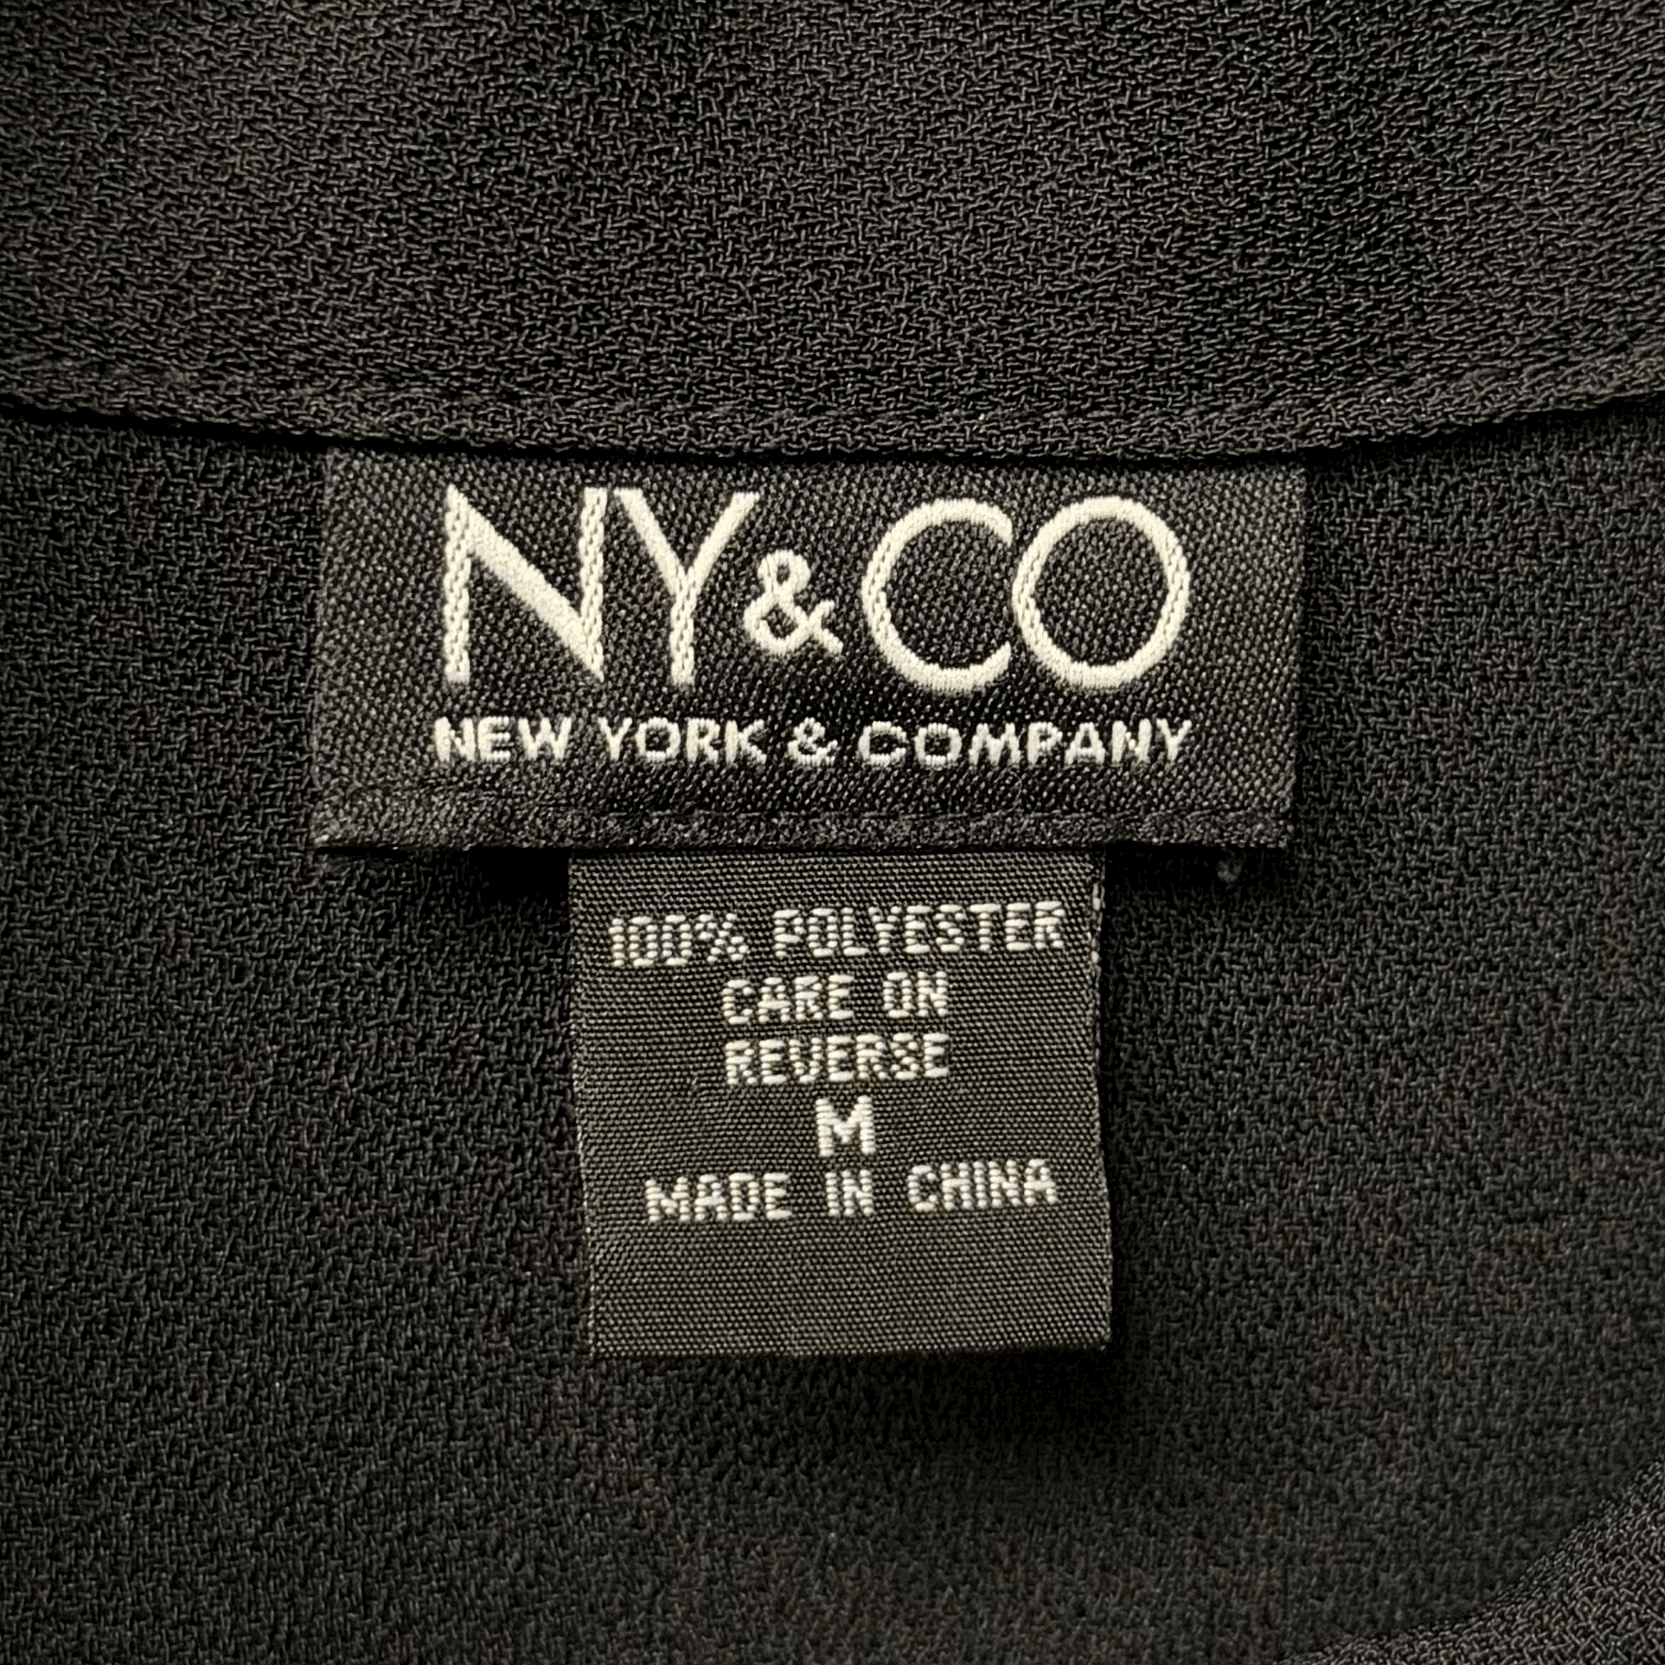 NY&CO
NEW YORK & COMPANY
100% POLYESTER
CARE ON
REVERSE
M
MADE IN CHINA